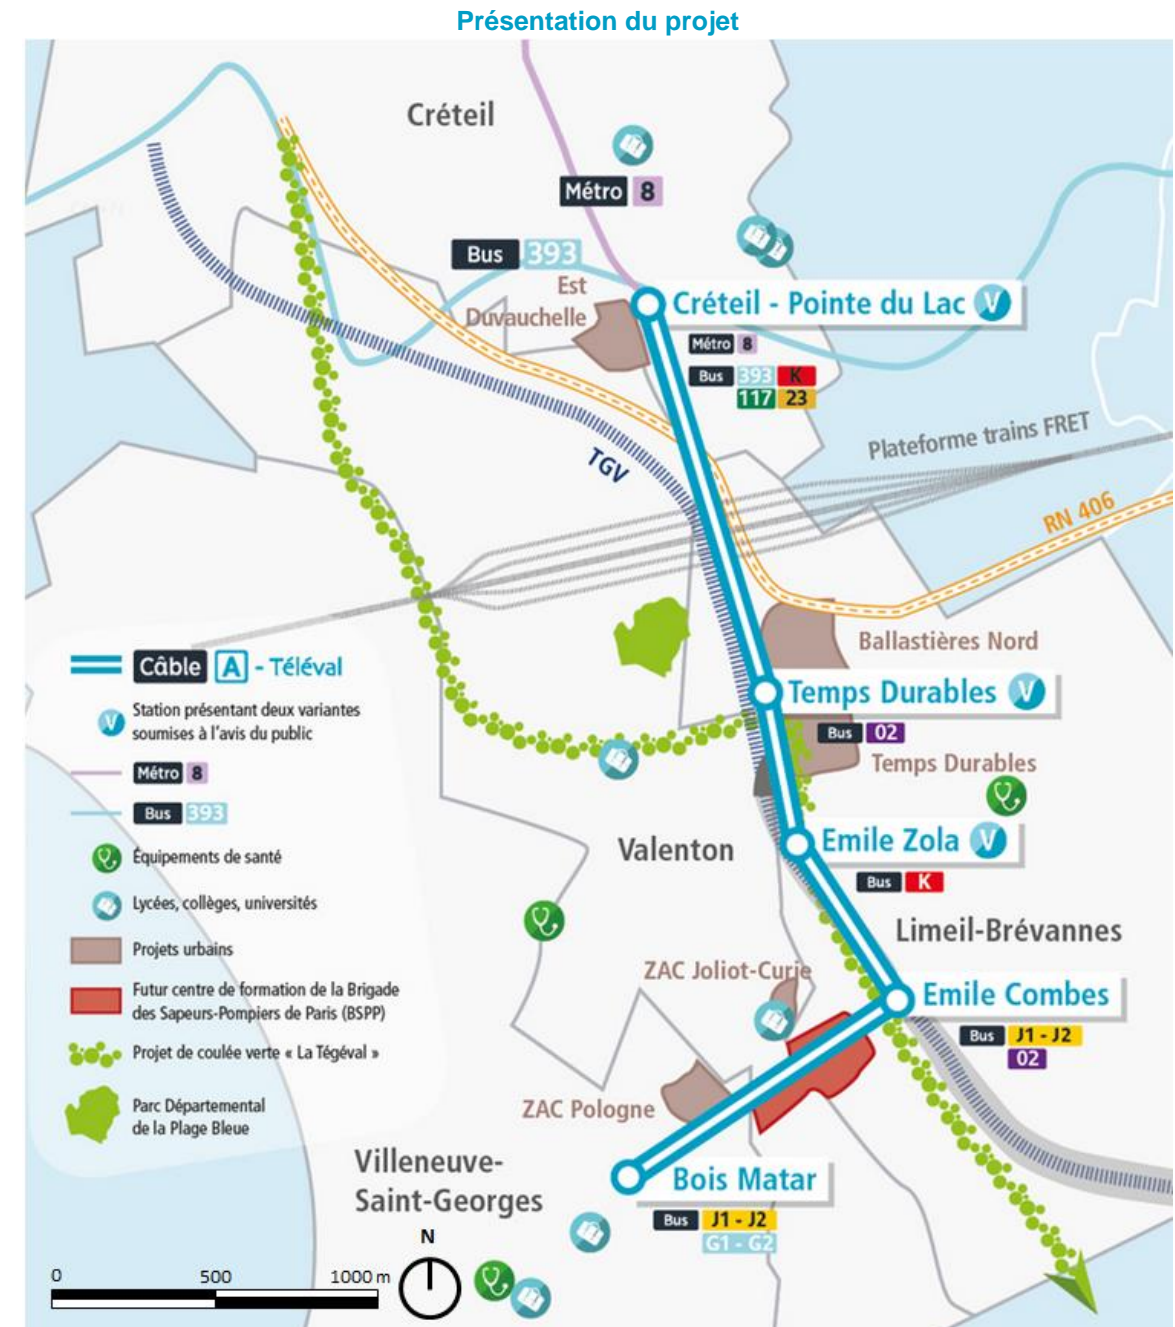 Présentation du projet
Créteil
Métro 8
Bus 393
Est
Duvauchelle
Créteil - Pointe du Lac V
Métro 8
Bus 393 K
117 23
Plateforme trains FRET
TGV
RN 406
Ballastières Nord
Temps Durables V
Bus 02
Temps Durables
Emile Zola V
Bus K
Valenton
Limeil-Brévannes
ZAC Joliot-Curie
Emile Combes
Bus J1 - J2
02
ZAC Pologne
Bois Matar
Bus J1 - J2
G1 - G2
Villeneuve-
Saint-Georges
Câble A - Téléval
V Station présentant deux variantes
soumises à l'avis du public
Métro 8
Bus 393
Équipements de santé
Lycées, collèges, universités
Projets urbains
Futur centre de formation de la Brigade
des Sapeurs-Pompiers de Paris (BSPP)
Projet de coulée verte « La Tégéval »
Parc Départemental
de la Plage Bleue
N
0 500 1000 m